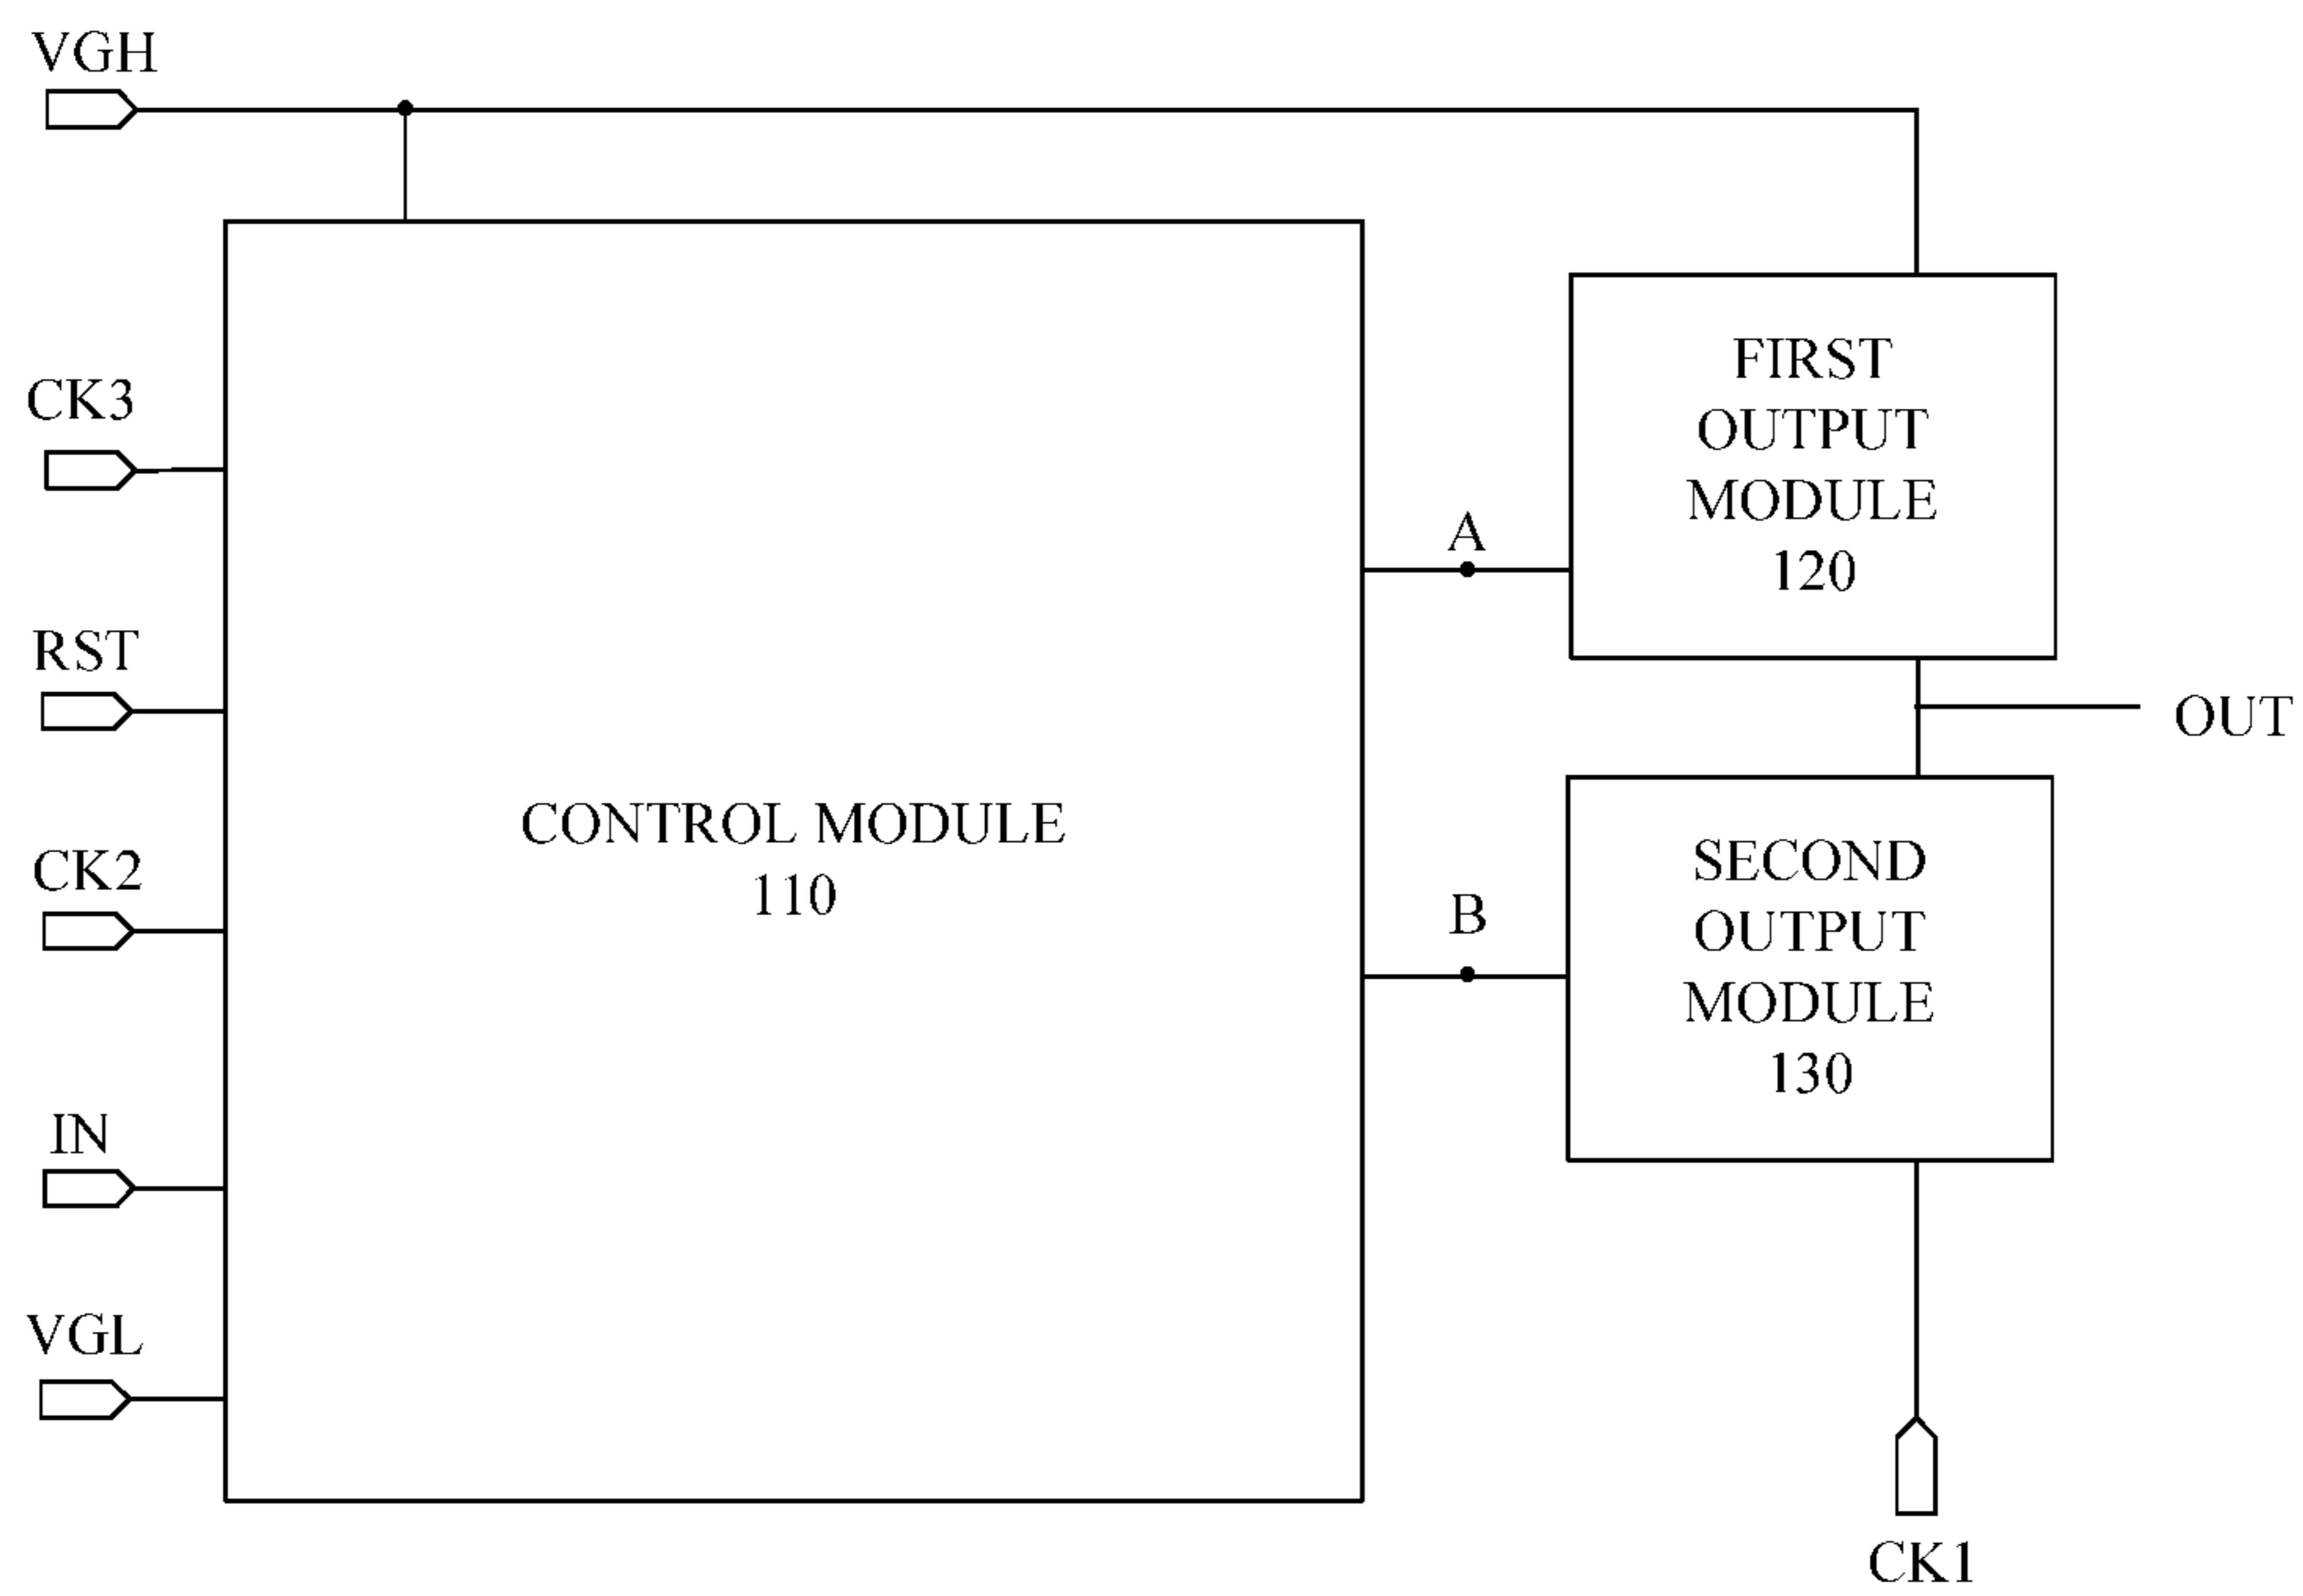 VGH
CK3
RST
CK2
IN
VGL
CONTROL MODULE
110
A
B
FIRST
OUTPUT
MODULE
120
OUT
SECOND
OUTPUT
MODULE
130
CK1